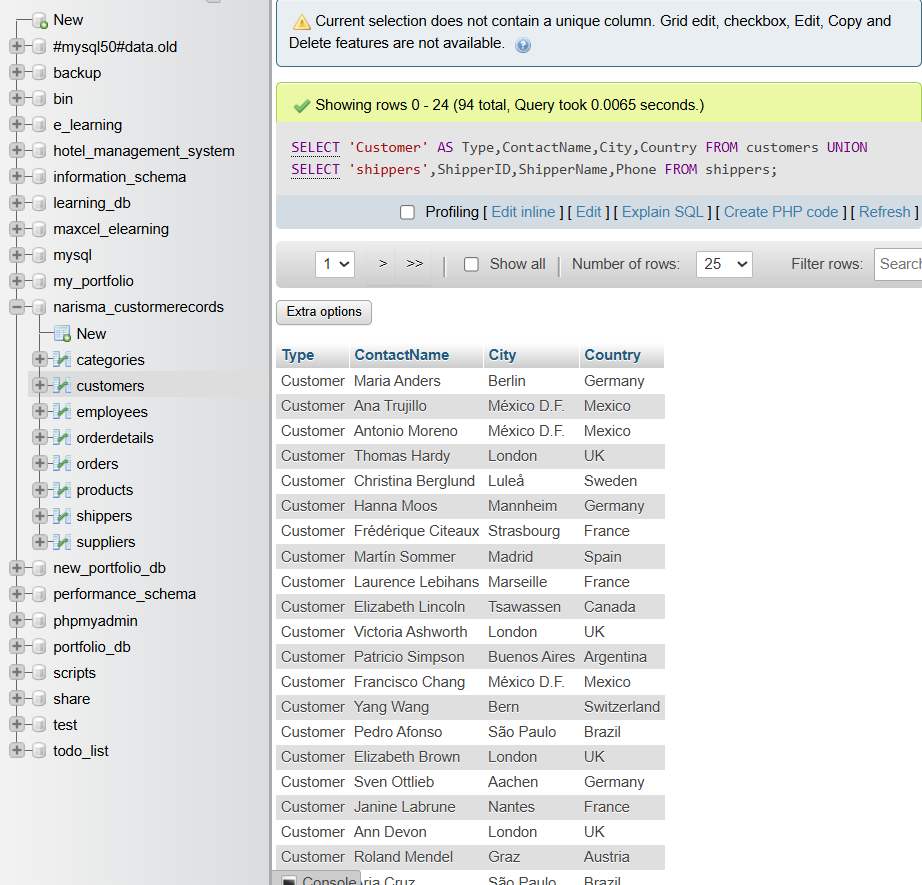 New
#mysql50#data.old
backup
bin
e_learning
hotel_management_system
information_schema
learning_db
maxcel_elearning
mysql
my_portfolio
narisma_custormerecords
New
categories
customers
employees
orderdetails
orders
products
shippers
suppliers
new_portfolio_db
performance_schema
phpmyadmin
portfolio_db
scripts
share
test
todo_list
Current selection does not contain a unique column. Grid edit, checkbox, Edit, Copy and
Delete features are not available.
Showing rows 0 - 24 (94 total, Query took 0.0065 seconds.)
SELECT 'Customer' AS Type,ContactName,City,Country FROM customers UNION
SELECT 'shippers',ShipperID,ShipperName,Phone FROM shippers;
Profiling [ Edit inline ] [ Edit ] [ Explain SQL ] [ Create PHP code ] [ Refresh ]
1 > >> | Show all | Number of rows: 25 Filter rows: Search
Extra options
Type ContactName City Country
Customer Maria Anders Berlin Germany
Customer Ana Trujillo México D.F. Mexico
Customer Antonio Moreno México D.F. Mexico
Customer Thomas Hardy London UK
Customer Christina Berglund Luleå Sweden
Customer Hanna Moos Mannheim Germany
Customer Frédérique Citeaux Strasbourg France
Customer Martín Sommer Madrid Spain
Customer Laurence Lebihans Marseille France
Customer Elizabeth Lincoln Tsawassen Canada
Customer Victoria Ashworth London UK
Customer Patricio Simpson Buenos Aires Argentina
Customer Francisco Chang México D.F. Mexico
Customer Yang Wang Bern Switzerland
Customer Pedro Afonso São Paulo Brazil
Customer Elizabeth Brown London UK
Customer Sven Ottlieb Aachen Germany
Customer Janine Labrune Nantes France
Customer Ann Devon London UK
Customer Roland Mendel Graz Austria
Console ria Cruz São Paulo Brazil